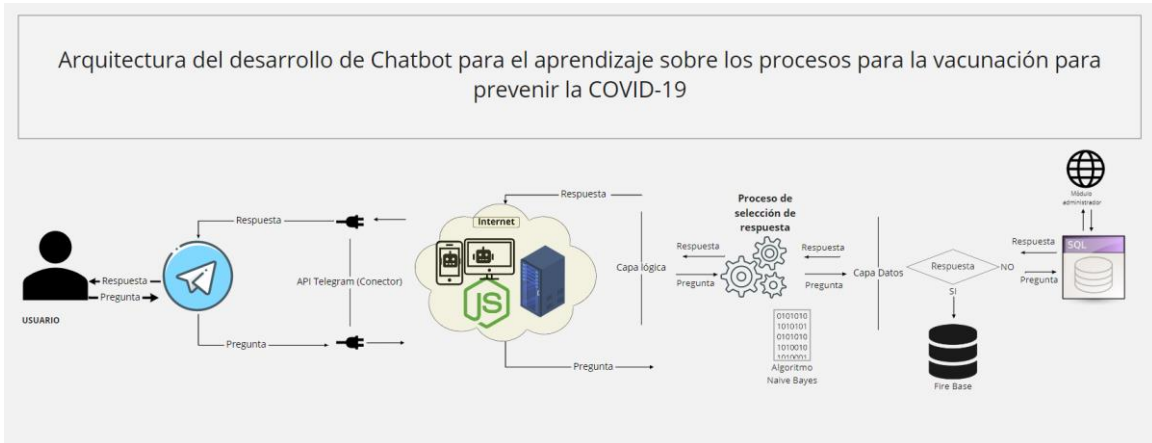 Arquitectura del desarrollo de Chatbot para el aprendizaje sobre los procesos para la vacunación para
prevenir la COVID-19
USUARIO
Respuesta
Pregunta
Respuesta
Pregunta
API Telegram (Conector)
Internet
JS
Respuesta
Pregunta
Capa lógica
Respuesta
Pregunta
Proceso de
selección de
respuesta
0101010
1010101
0101010
1010010
1010001
Algoritmo
Naive Bayes
Respuesta
Pregunta
Capa Datos
Respuesta
NO
SI
Fire Base
Respuesta
Pregunta
SQL
Módulo
administrador